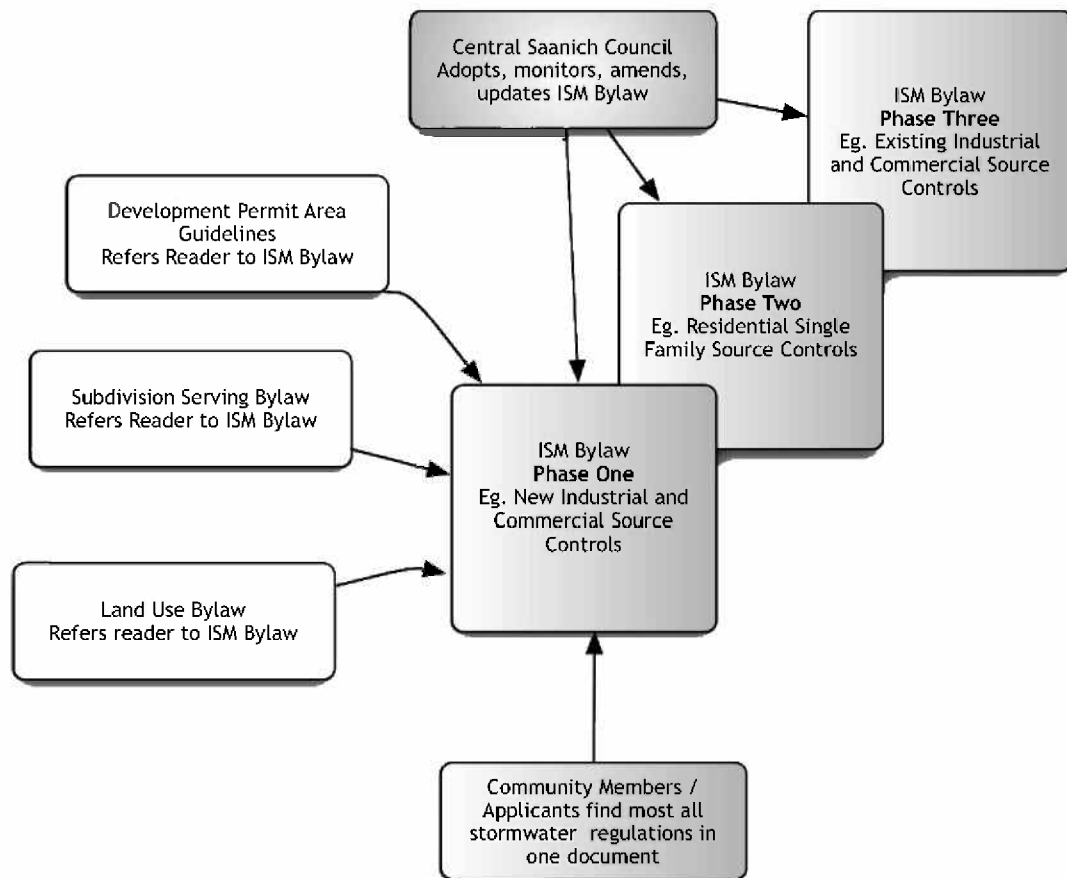 Central Saanich Council
Adopts, monitors, amends,
updates ISM Bylaw
ISM Bylaw
Phase Three
Eg. Existing Industrial
and Commercial Source
Controls
Development Permit Area
Guidelines
Refers Reader to ISM Bylaw
ISM Bylaw
Phase Two
Eg. Residential Single
Family Source Controls
Subdivision Serving Bylaw
Refers Reader to ISM Bylaw
ISM Bylaw
Phase One
Eg. New Industrial and
Commercial Source
Controls
Land Use Bylaw
Refers reader to ISM Bylaw
Community Members /
Applicants find most all
stormwater regulations in
one document